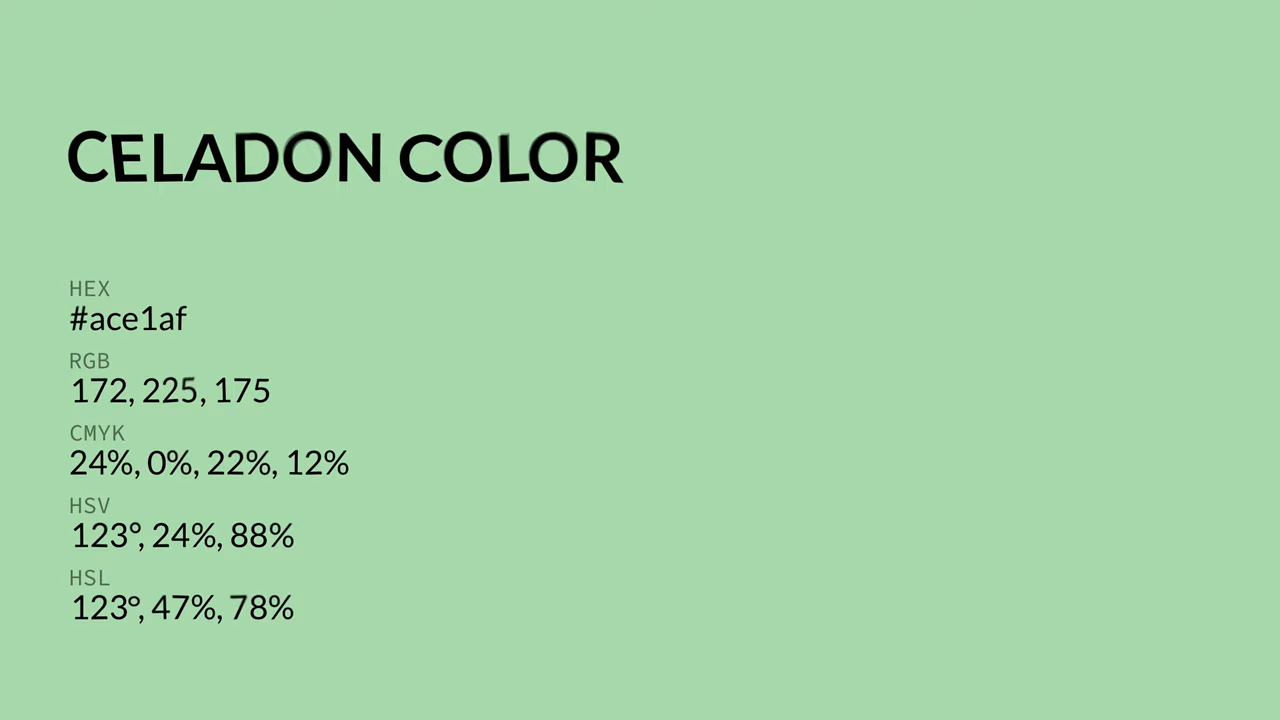 CELADON COLOR
HEX
#ace1af
RGB
172, 225, 175
CMYK
24%, 0%, 22%, 12%
HSV
123°, 24%, 88%
HSL
123°, 47%, 78%